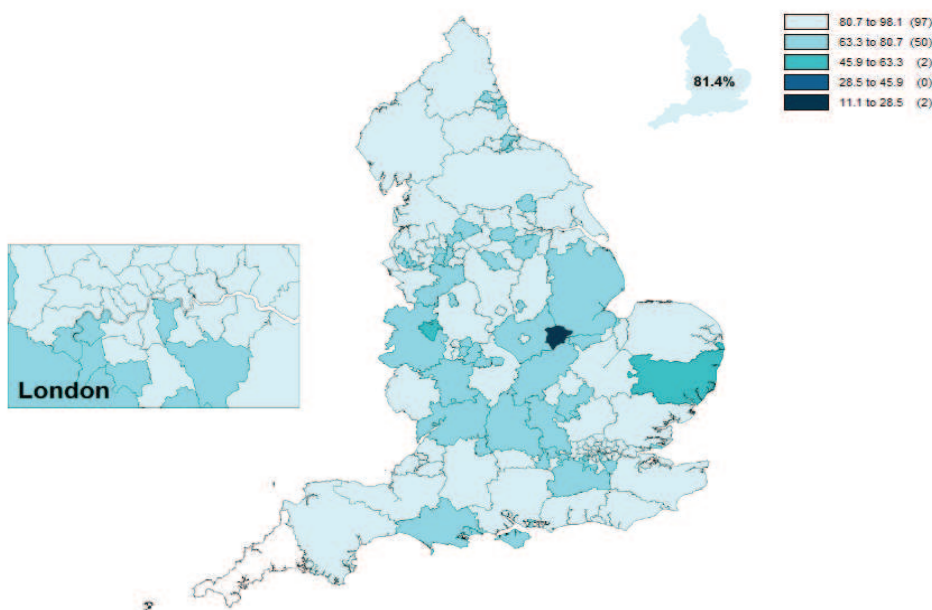 80.7 to 98.1 (97)
63.3 to 80.7 (50)
45.9 to 63.3 (2)
28.5 to 45.9 (0)
11.1 to 28.5 (2)
81.4%
London